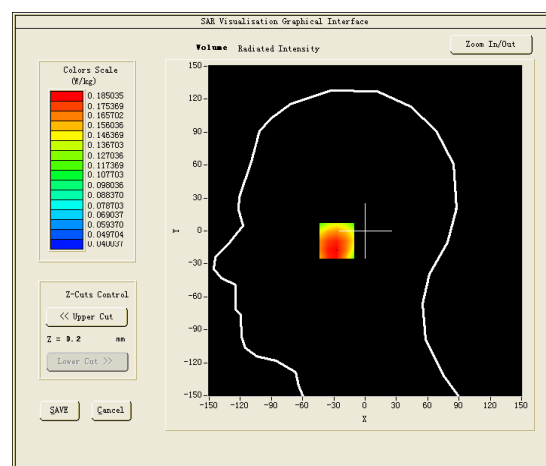 SAR Visualisation Graphical Interface
Volume Radiated Intensity
Zoom In/Out
Colors Scale
(W/kg)
0.185035
0.175369
0.165702
0.156036
0.146369
0.136703
0.127036
0.117369
0.107703
0.098036
0.088370
0.078703
0.069037
0.059370
0.049704
0.040037
Z-Cuts Control
<< Upper Cut
Z = 0.2 mm
Lower Cut >>
SAVE Cancel
150
120
90
60
30
0
-30
-60
-90
-120
-150
Y
-150 -120 -90 -60 -30 0 30 60 90 120 150
X